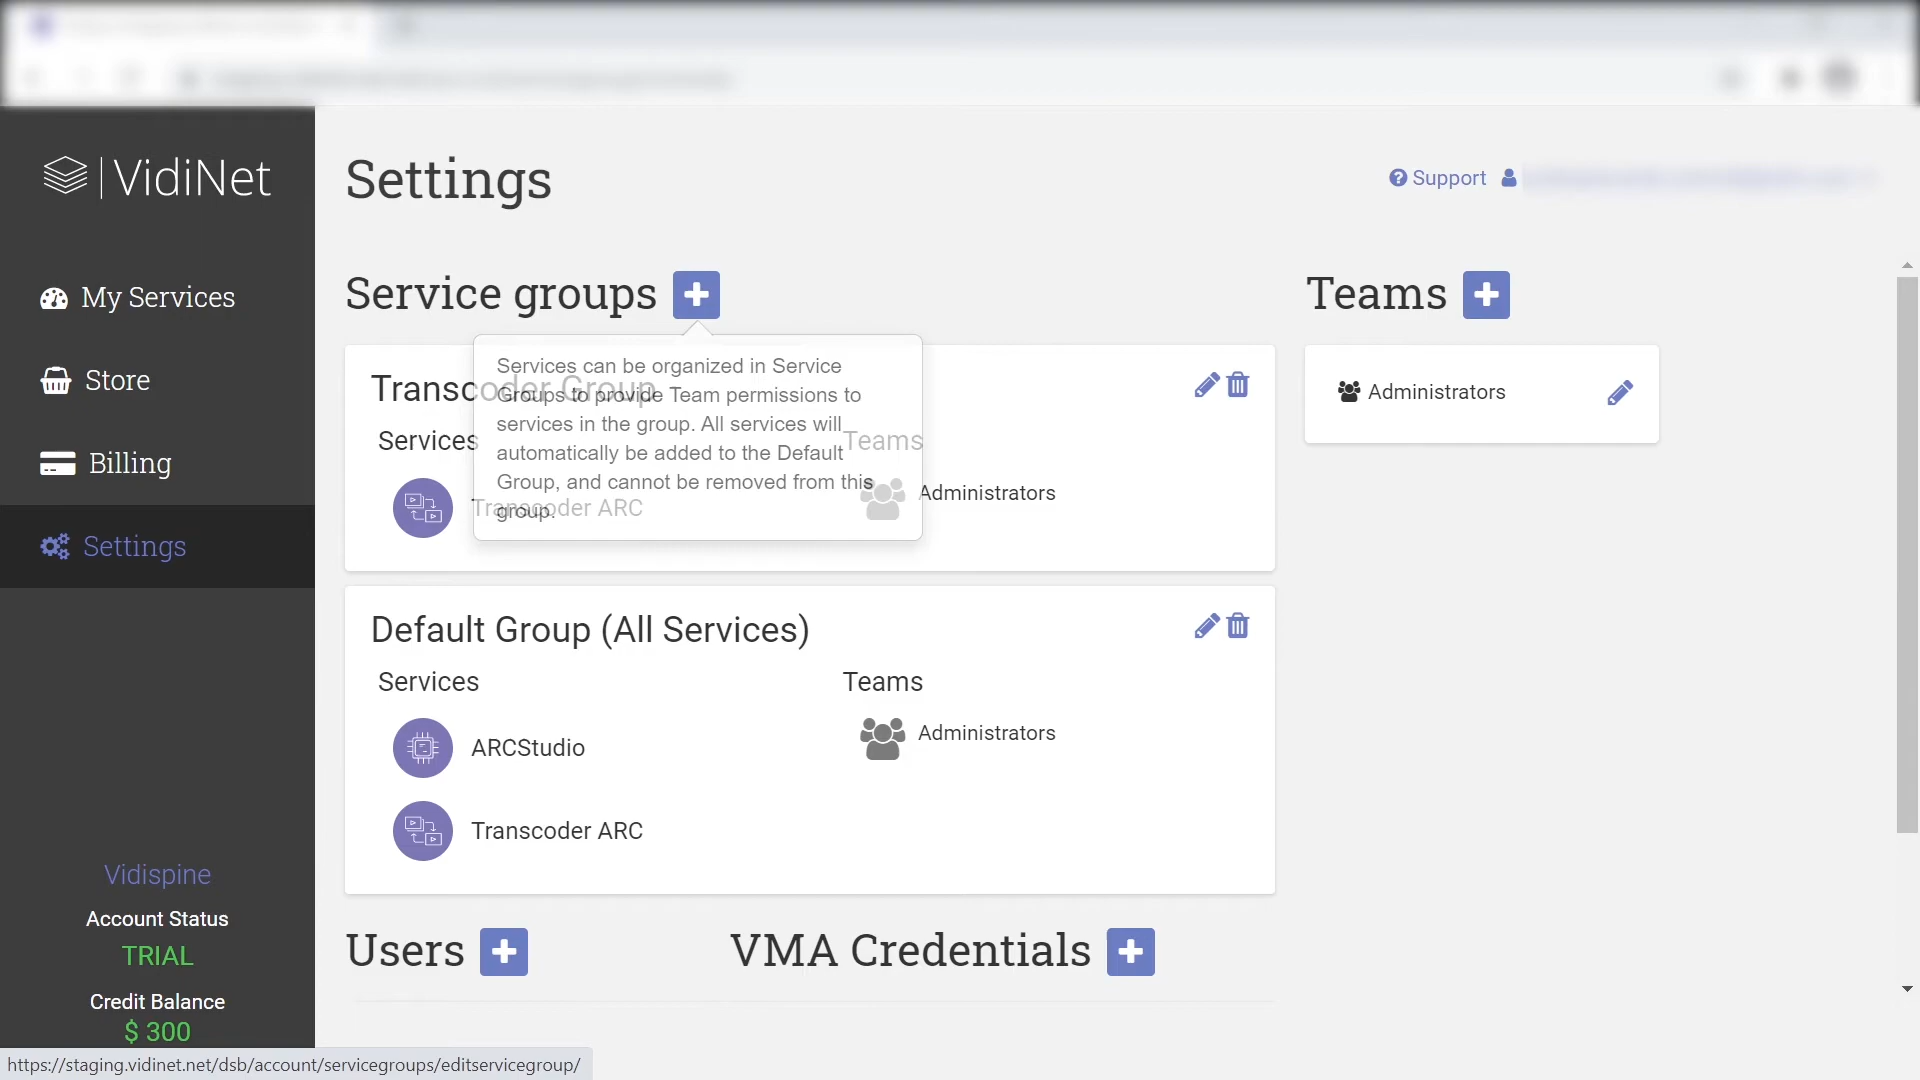 VidiNet
My Services
Store
Billing
Settings
Vidispine
Account Status
TRIAL
Credit Balance
$ 300
Settings
Support
Service groups
Services can be organized in Service
Groups to provide Team permissions to
services in the group. All services will
automatically be added to the Default
Group, and cannot be removed from this
group.
Transcoder Group
Services
Teams
Transcoder ARC
Administrators
Default Group (All Services)
Services
Teams
ARCStudio
Administrators
Transcoder ARC
Teams
Administrators
Users
VMA Credentials
https://staging.vidinet.net/dsb/account/servicegroups/editservicegroup/